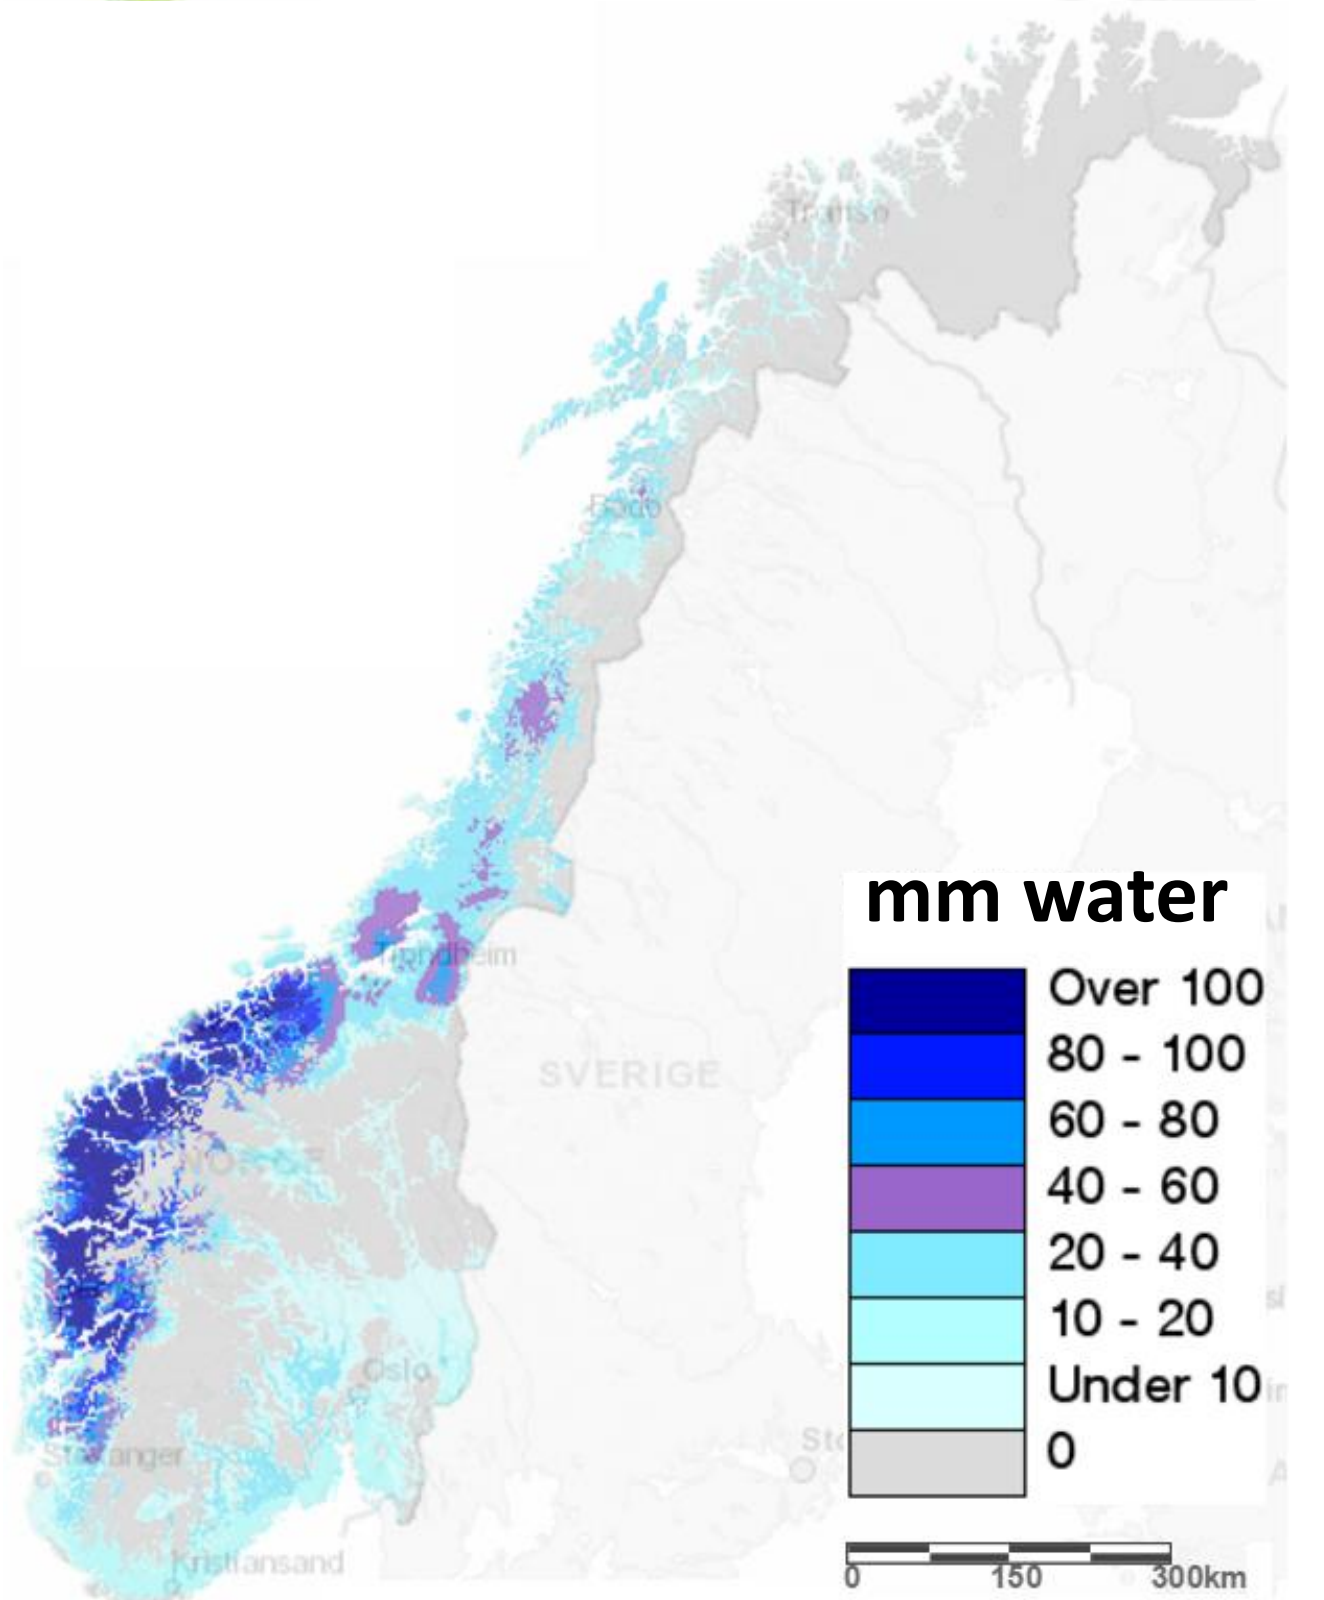 Tromsø
Bodø
Trondheim
SVERIGE
NORGE
Oslo
Stavanger
Kristiansand
mm water
Over 100
80 - 100
60 - 80
40 - 60
20 - 40
10 - 20
Under 10
0
0 150 300km